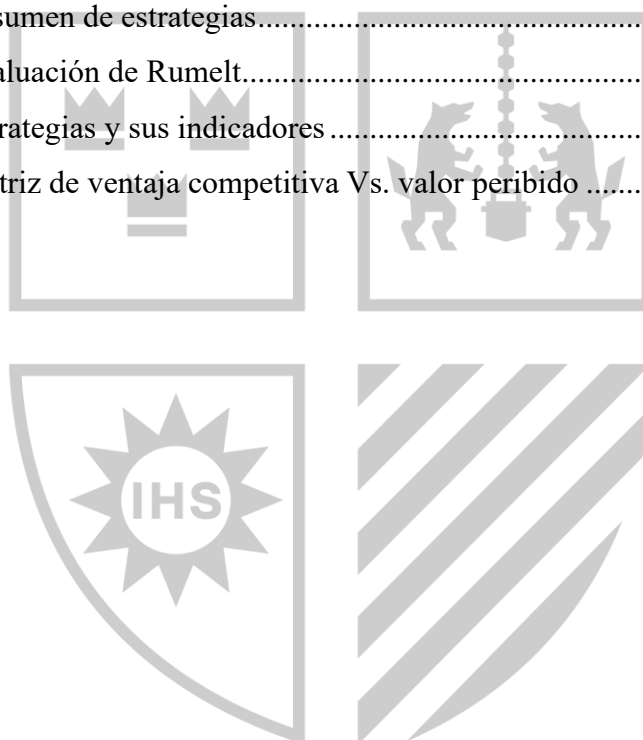 sumen de estrategias
aluación de Rumelt
rategias y sus indicadores
triz de ventaja competitiva Vs. valor peribido
IHS